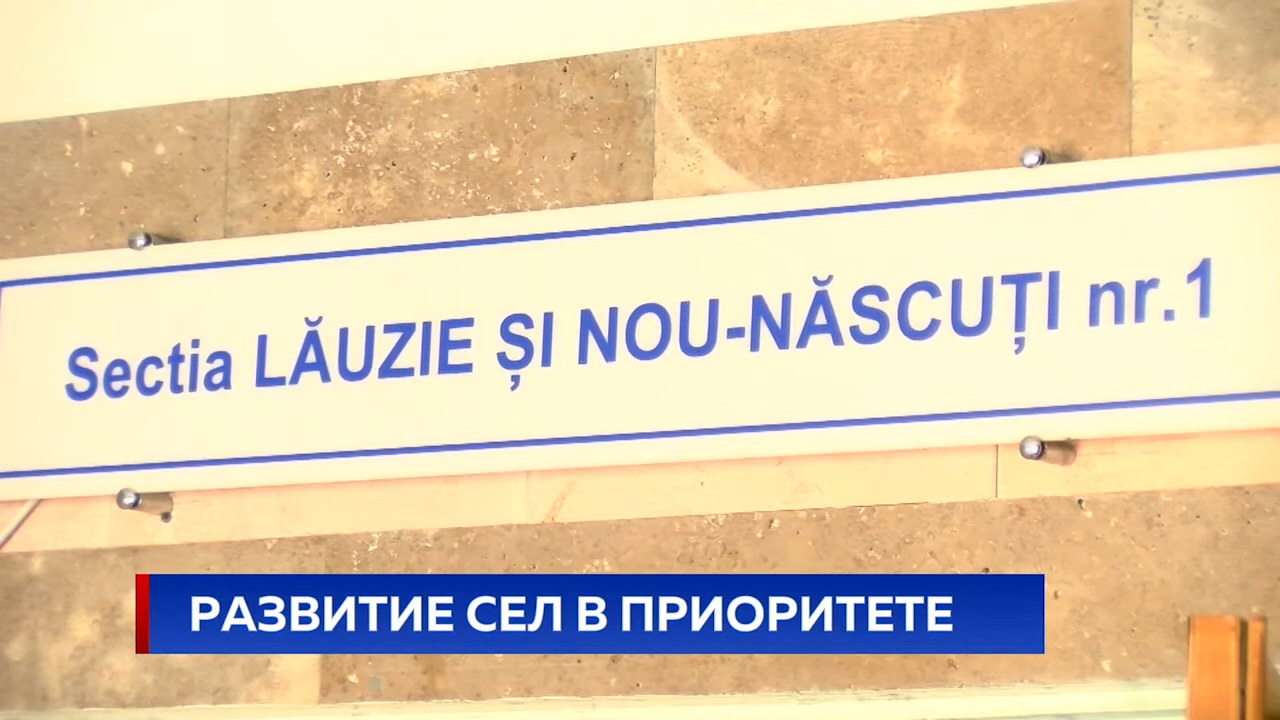 Sectia LĂUZIE ȘI NOU-NĂSCUȚI nr.1
РАЗВИТИЕ СЕЛ В ПРИОРИТЕТЕ